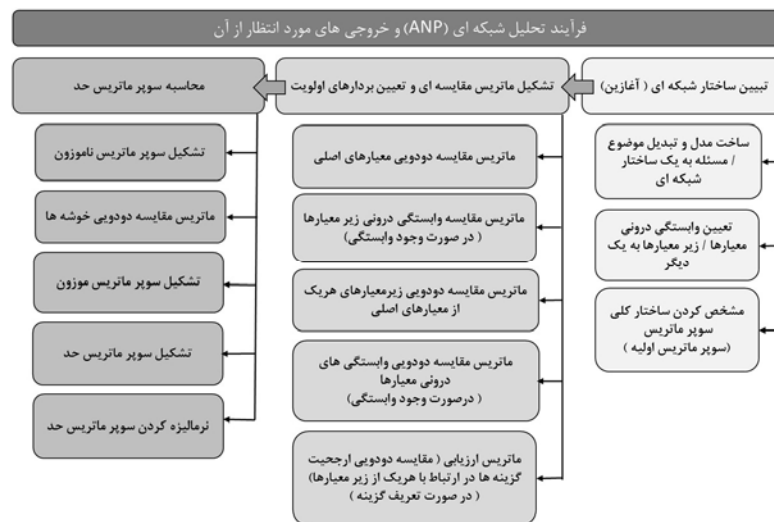 فرآیند تحلیل شبکه ای (ANP) و خروجی های مورد انتظار از آن
تبیین ساختار شبکه ای ( آغازین)
ساخت مدل و تبدیل موضوع
/ مسئله به یک ساختار
شبکه ای
تعیین وابستگی درونی
معیارها / زیر معیارها به یک
دیگر
مشخص کردن ساختار کلی
سوپر ماتریس
(سوپر ماتریس اولیه )
تشکیل ماتریس مقایسه ای و تعیین بردارهای اولویت
ماتریس مقایسه دودویی معیارهای اصلی
ماتریس مقایسه وابستگی درونی زیر معیارها
( در صورت وجود وابستگی)
ماتریس مقایسه دودویی زیرمعیارهای هریک
از معیارهای اصلی
ماتریس مقایسه دودویی وابستگی های
درونی معیارها
( درصورت وجود وابستگی)
ماتریس ارزیابی ( مقایسه دودویی ارجحیت
گزینه ها در ارتباط با هریک از زیر معیارها)
( در صورت تعریف گزینه )
محاسبه سوپر ماتریس حد
تشکیل سوپر ماتریس ناموزون
ماتریس مقایسه دودویی خوشه ها
تشکیل سوپر ماتریس موزون
تشکیل سوپر ماتریس حد
نرمالیزه کردن سوپر ماتریس حد